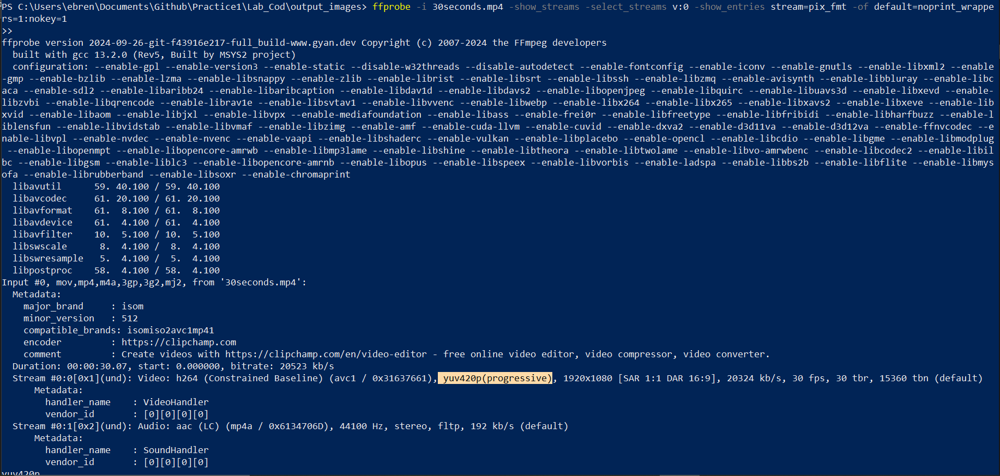 PS C:\Users\ebren\Documents\Github\Practice1\Lab_Cod\output_images> ffprobe -i 30seconds.mp4 -show_streams -select_streams v:0 -show_entries stream=pix_fmt -of default=noprint_wrappe
rs=1:nokey=1
>>
ffprobe version 2024-09-26-git-f43916e217-full_build-www.gyan.dev Copyright (c) 2007-2024 the FFmpeg developers
  built with gcc 13.2.0 (Rev5, Built by MSYS2 project)
  configuration: --enable-gpl --enable-version3 --enable-static --disable-w32threads --disable-autodetect --enable-fontconfig --enable-iconv --enable-gnutls --enable-libxml2 --enable
-gmp --enable-bzlib --enable-lzma --enable-libsnappy --enable-zlib --enable-librist --enable-libsrt --enable-libssh --enable-libzmq --enable-avisynth --enable-libbluray --enable-libc
aca --enable-sdl2 --enable-libaribb24 --enable-libaribcaption --enable-libdav1d --enable-libdavs2 --enable-libopenjpeg --enable-libquirc --enable-libuavs3d --enable-libxevd --enable-
libzvbi --enable-libqrencode --enable-librav1e --enable-libsvtav1 --enable-libvvenc --enable-libwebp --enable-libx264 --enable-libx265 --enable-libxavs2 --enable-libxeve --enable-lib
xvid --enable-libaom --enable-libjxl --enable-libvpx --enable-mediafoundation --enable-libass --enable-frei0r --enable-libfreetype --enable-libfribidi --enable-libharfbuzz --enable-l
iblensfun --enable-libvidstab --enable-libvmaf --enable-libzimg --enable-amf --enable-cuda-llvm --enable-cuvid --enable-dxva2 --enable-d3d11va --enable-d3d12va --enable-ffnvcodec --e
nable-libvpl --enable-nvdec --enable-nvenc --enable-vaapi --enable-libshaderc --enable-vulkan --enable-libplacebo --enable-opencl --enable-libcdio --enable-libgme --enable-libmodplug
 --enable-libopenmpt --enable-libopencore-amrwb --enable-libmp3lame --enable-libshine --enable-libtheora --enable-libtwolame --enable-libvo-amrwbenc --enable-libcodec2 --enable-libil
bc --enable-libgsm --enable-liblc3 --enable-libopencore-amrnb --enable-libopus --enable-libspeex --enable-libvorbis --enable-ladspa --enable-libbs2b --enable-libflite --enable-libmys
ofa --enable-librubberband --enable-libsoxr --enable-chromaprint
  libavutil      59. 40.100 / 59. 40.100
  libavcodec     61. 20.100 / 61. 20.100
  libavformat    61.  8.100 / 61.  8.100
  libavdevice    61.  4.100 / 61.  4.100
  libavfilter    10.  5.100 / 10.  5.100
  libswscale      8.  4.100 /  8.  4.100
  libswresample   5.  4.100 /  5.  4.100
  libpostproc    58.  4.100 / 58.  4.100
Input #0, mov,mp4,m4a,3gp,3g2,mj2, from '30seconds.mp4':
  Metadata:
    major_brand     : isom
    minor_version   : 512
    compatible_brands: isomiso2avc1mp41
    encoder         : https://clipchamp.com
    comment         : Create videos with https://clipchamp.com/en/video-editor - free online video editor, video compressor, video converter.
  Duration: 00:00:30.07, start: 0.000000, bitrate: 20523 kb/s
  Stream #0:0[0x1](und): Video: h264 (Constrained Baseline) (avc1 / 0x31637661), yuv420p(progressive), 1920x1080 [SAR 1:1 DAR 16:9], 20324 kb/s, 30 fps, 30 tbr, 15360 tbn (default)
      Metadata:
        handler_name    : VideoHandler
        vendor_id       : [0][0][0][0]
  Stream #0:1[0x2](und): Audio: aac (LC) (mp4a / 0x6134706D), 44100 Hz, stereo, fltp, 192 kb/s (default)
      Metadata:
        handler_name    : SoundHandler
        vendor_id       : [0][0][0][0]
yuv420p